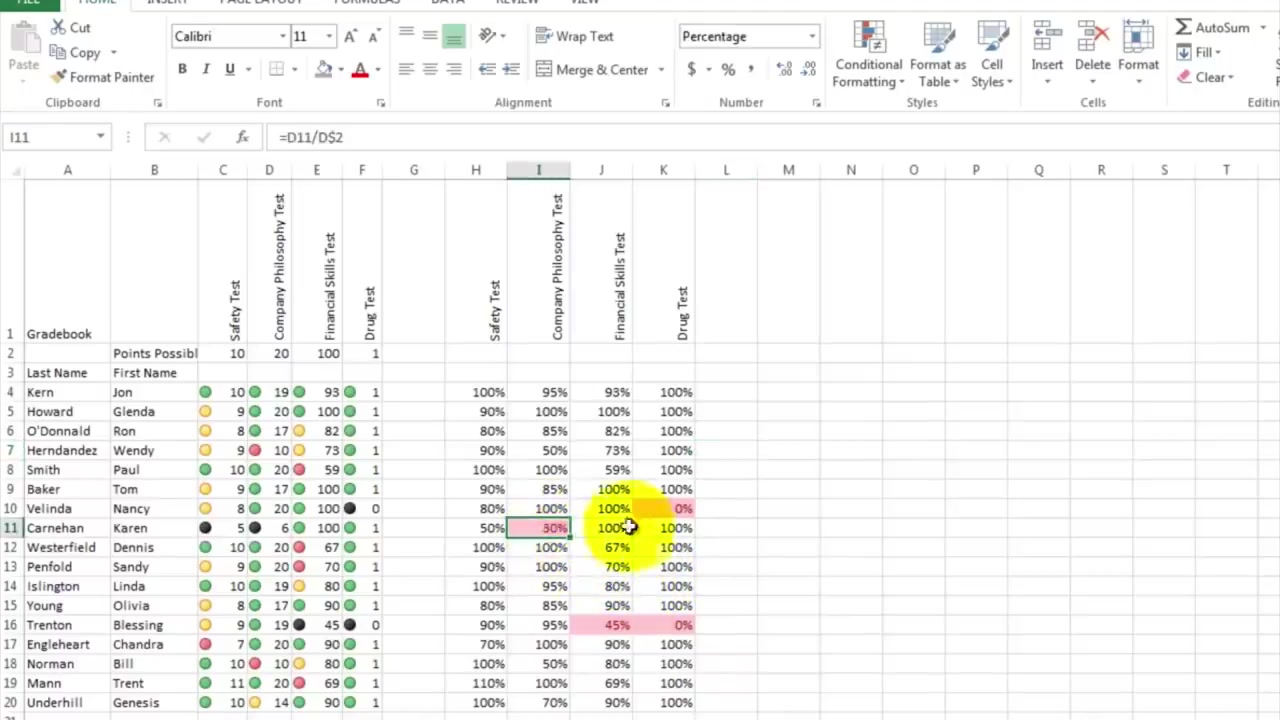 FILE HOME INSERT PAGE LAYOUT FORMULAS DATA REVIEW VIEW
Paste Cut Calibri 11 Wrap Text Percentage Conditional Formatting Format as Table Cell Styles Insert Delete Format AutoSum
Copy Fill
Format Painter B I U Merge & Center $ % , Clear
Clipboard Font Alignment Number Styles Cells
I11 fx =D11/D$2
A B C D E F G H I J K L M N O P Q R S T
1 Gradebook Safety Test Company Philosophy Test Financial Skills Test Drug Test Safety Test Company Philosophy Test Financial Skills Test Drug Test
2 Points Possibl 10 20 100 1
3 Last Name First Name
4 Kern Jon 10 19 93 1 100% 95% 93% 100%
5 Howard Glenda 9 20 100 1 90% 100% 100% 100%
6 O'Donnald Ron 8 17 82 1 80% 85% 82% 100%
7 Herndandez Wendy 9 10 73 1 90% 50% 73% 100%
8 Smith Paul 10 20 59 1 100% 100% 59% 100%
9 Baker Tom 9 17 100 1 90% 85% 100% 100%
10 Velinda Nancy 8 20 100 0 80% 100% 100% 0%
11 Carnehan Karen 5 6 100 1 50% 30% 100% 100%
12 Westerfield Dennis 10 20 67 1 100% 100% 67% 100%
13 Penfold Sandy 9 20 70 1 90% 100% 70% 100%
14 Islington Linda 10 19 80 1 100% 95% 80% 100%
15 Young Olivia 8 17 90 1 80% 85% 90% 100%
16 Trenton Blessing 9 19 45 0 90% 95% 45% 0%
17 Engleheart Chandra 7 20 90 1 70% 100% 90% 100%
18 Norman Bill 10 10 80 1 100% 50% 80% 100%
19 Mann Trent 11 20 69 1 110% 100% 69% 100%
20 Underhill Genesis 10 14 90 1 100% 70% 90% 100%